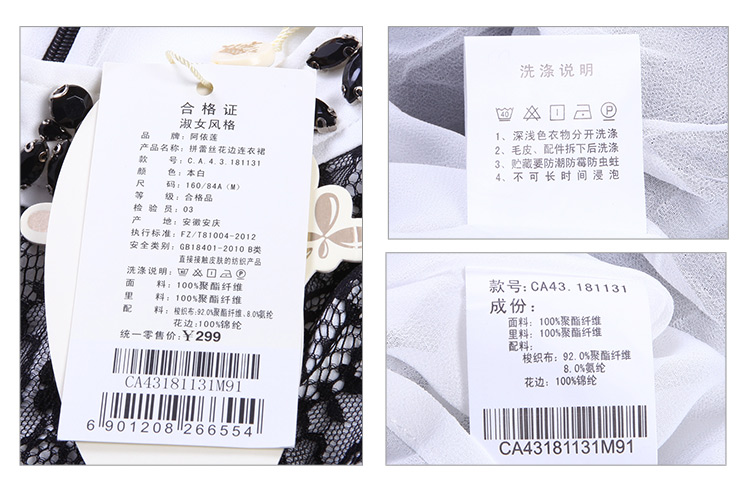 合格证
淑女风格
品 牌：阿依莲
产品名称：拼蕾丝花边连衣裙
款 号：C.A.4.3.181131
颜 色：本白
尺 码：160/84A（M）
等 级：合格品
检 验 员：03
产 地：安徽安庆
执行标准：FZ/T81004-2012
安全类别：GB18401-2010 B类
直接接触皮肤的纺织产品
洗涤说明：
面 料：100%聚酯纤维
里 料：100%聚酯纤维
配 料：梭织布:92.0%聚酯纤维.8.0%氨纶
花边:100%锦纶
统一零售价：￥299
CA43181131M91
6 901208 266554
洗涤说明
40 P
1、深浅色衣物分开洗涤
2、毛皮、配件拆下后洗涤
3、贮藏要防潮防霉防虫蛀
4、不可长时间浸泡
款号：CA43.181131
成份：
面料：100%聚酯纤维
里料：100%聚酯纤维
配料：
梭织布：92.0%聚酯纤维
8.0%氨纶
花边：100%锦纶
CA43181131M91